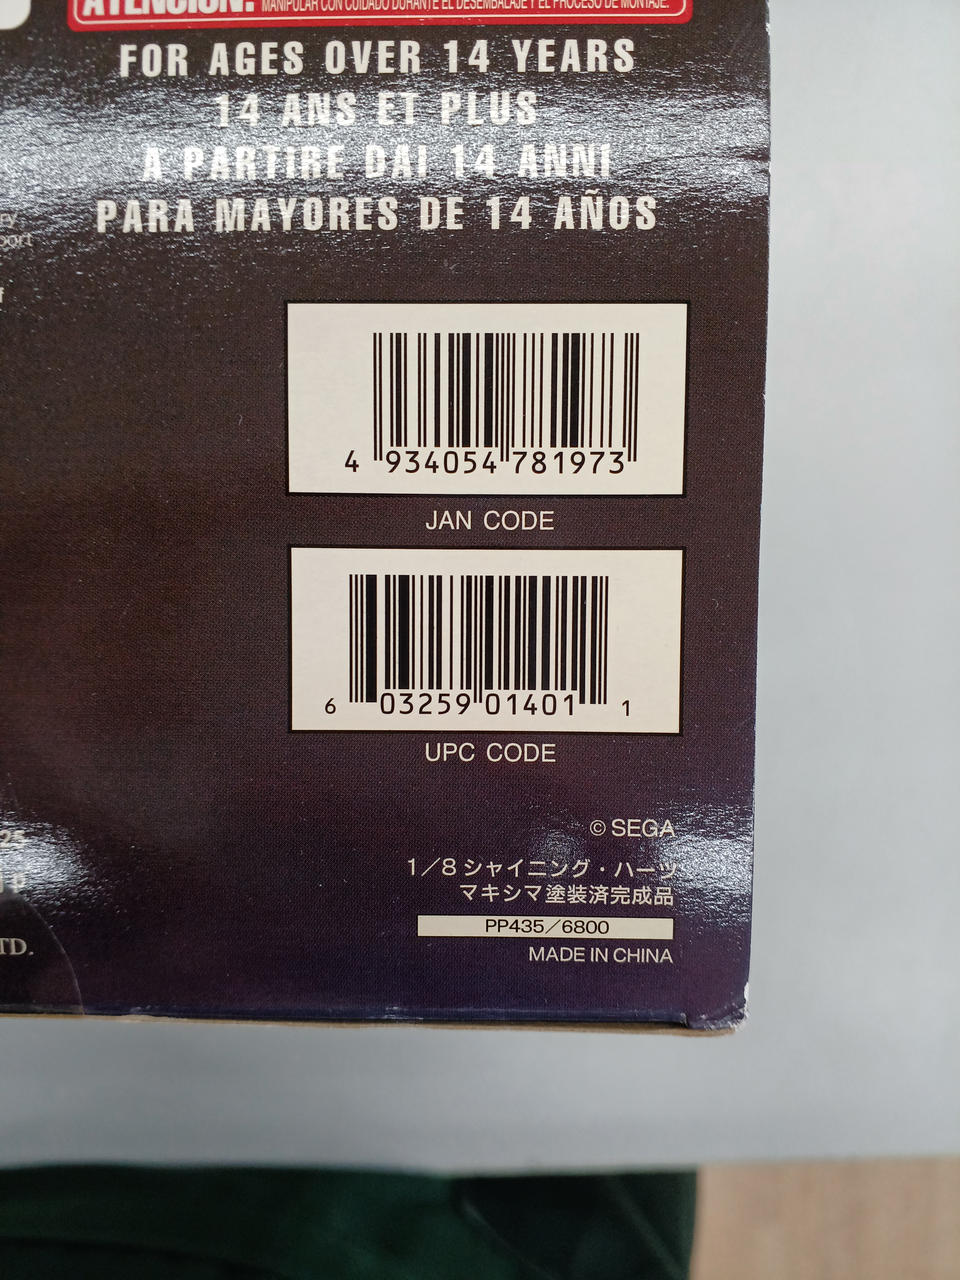 ATENCIÓN: MANIPULAR CON CUIDADO DURANTE EL DESEMBALAJE Y EL PROCESO DE MONTAJE.
FOR AGES OVER 14 YEARS
14 ANS ET PLUS
A PARTIRE DAI 14 ANNI
PARA MAYORES DE 14 AÑOS
4 934054 781973
JAN CODE
6 03259 01401 1
UPC CODE
© SEGA
1／8 シャイニング・ハーツ
マキシマ塗装済完成品
PP435／6800
MADE IN CHINA
TD.